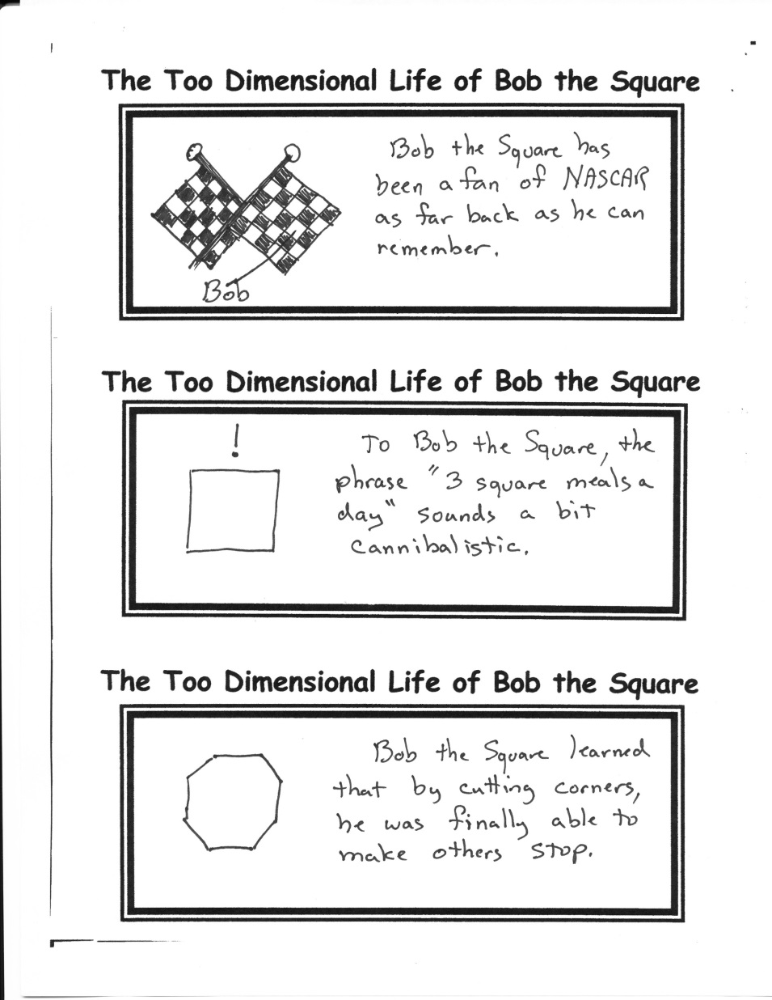 The Too Dimensional Life of Bob the Square
Bob the Square has
been a fan of NASCAR
as far back as he can
remember.
Bob
The Too Dimensional Life of Bob the Square
!
To Bob the Square, the
phrase "3 square meals a
day" sounds a bit
cannibalistic.
The Too Dimensional Life of Bob the Square
Bob the Square learned
that by cutting corners,
he was finally able to
make others stop.